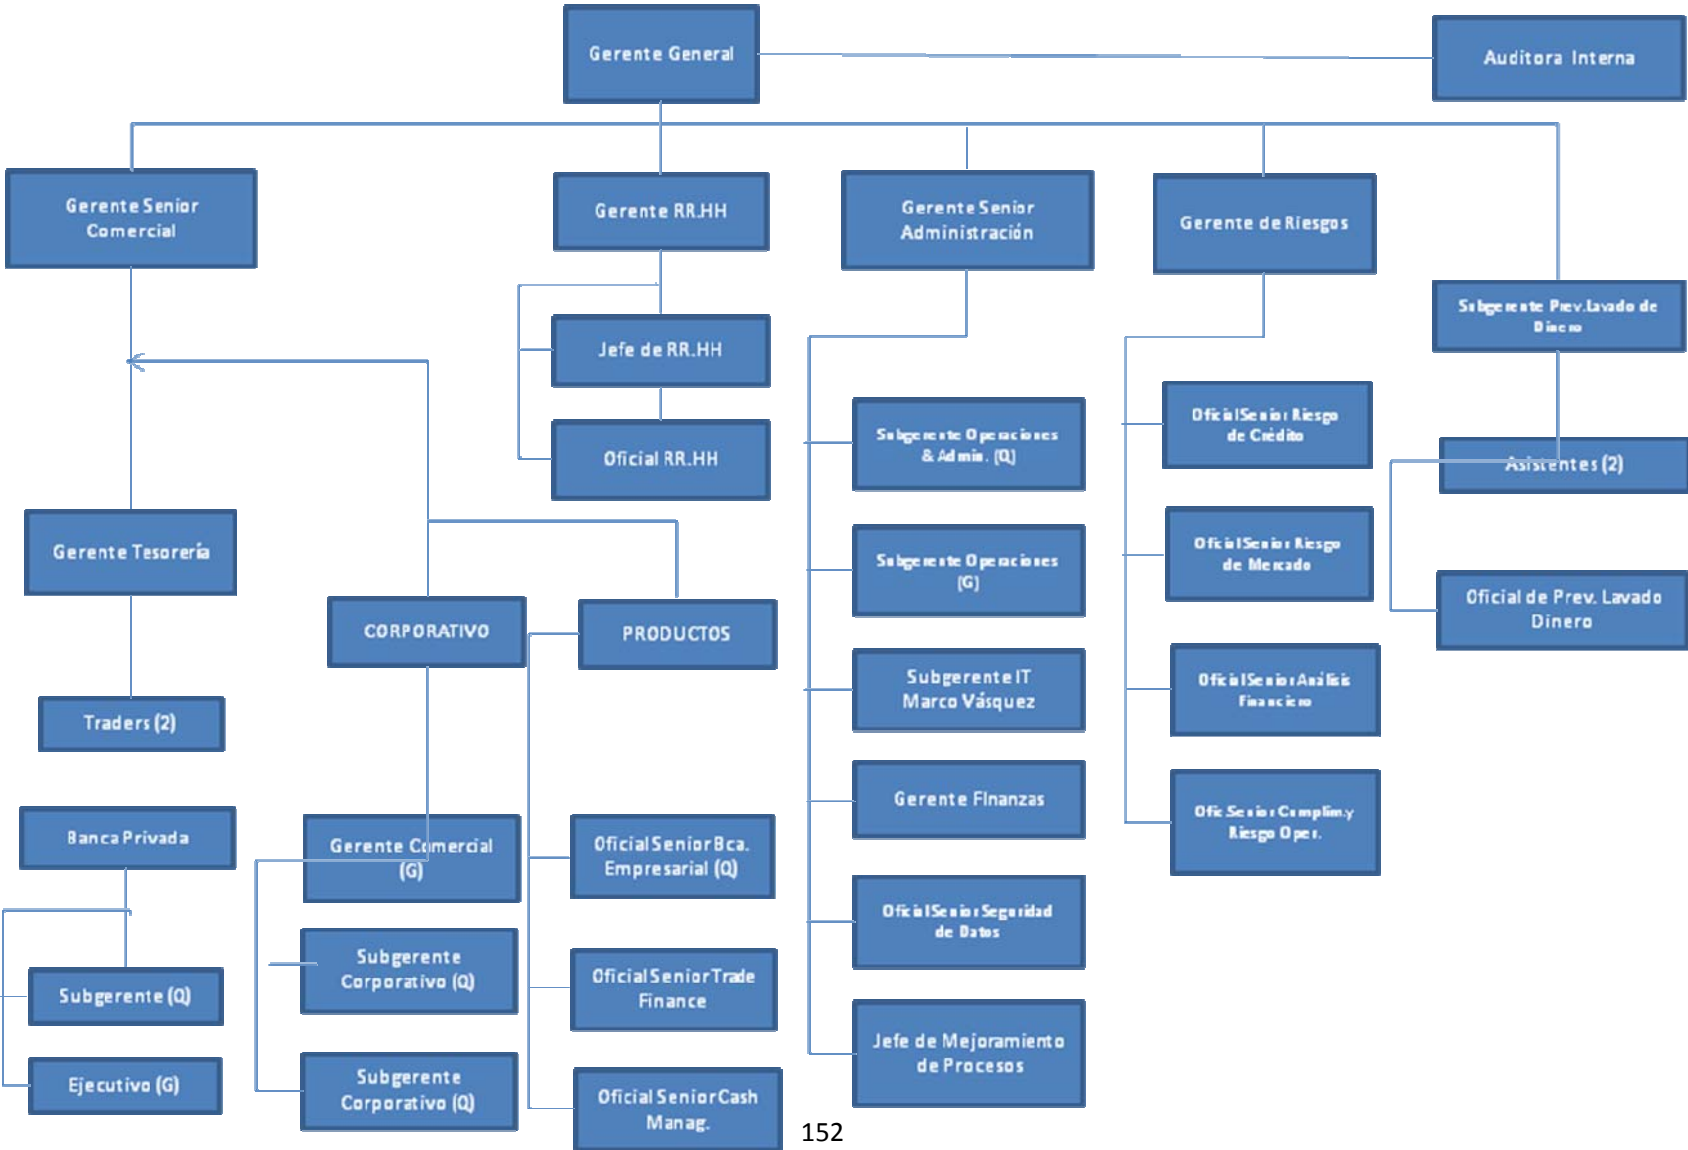 Gerente General
Auditora Interna
Gerente Senior
Comercial
Gerente RR.HH
Gerente Senior
Administración
Gerente de Riesgos
Subgerente Prev.Lavado de
Dinero
Jefe de RR.HH
Oficial RR.HH
Subgerente Operaciones
& Admin. (Q)
Oficial Senior Riesgo
de Crédito
Asistentes (2)
Gerente Tesorería
Subgerente Operaciones
(G)
Oficial Senior Riesgo
de Mercado
Oficial de Prev. Lavado
Dinero
CORPORATIVO
PRODUCTOS
Subgerente IT
Marco Vásquez
Oficial Senior Análisis
Financiero
Traders (2)
Gerente FInanzas
Ofic.Senior Cumplim.y
Riesgo Oper.
Banca Privada
Gerente Comercial
(G)
Oficial Senior Bca.
Empresarial (Q)
Oficial Senior Seguridad
de Datos
Subgerente (Q)
Subgerente
Corporativo (Q)
Oficial Senior Trade
Finance
Jefe de Mejoramiento
de Procesos
Ejecutivo (G)
Subgerente
Corporativo (Q)
Oficial Senior Cash
Manag.
152